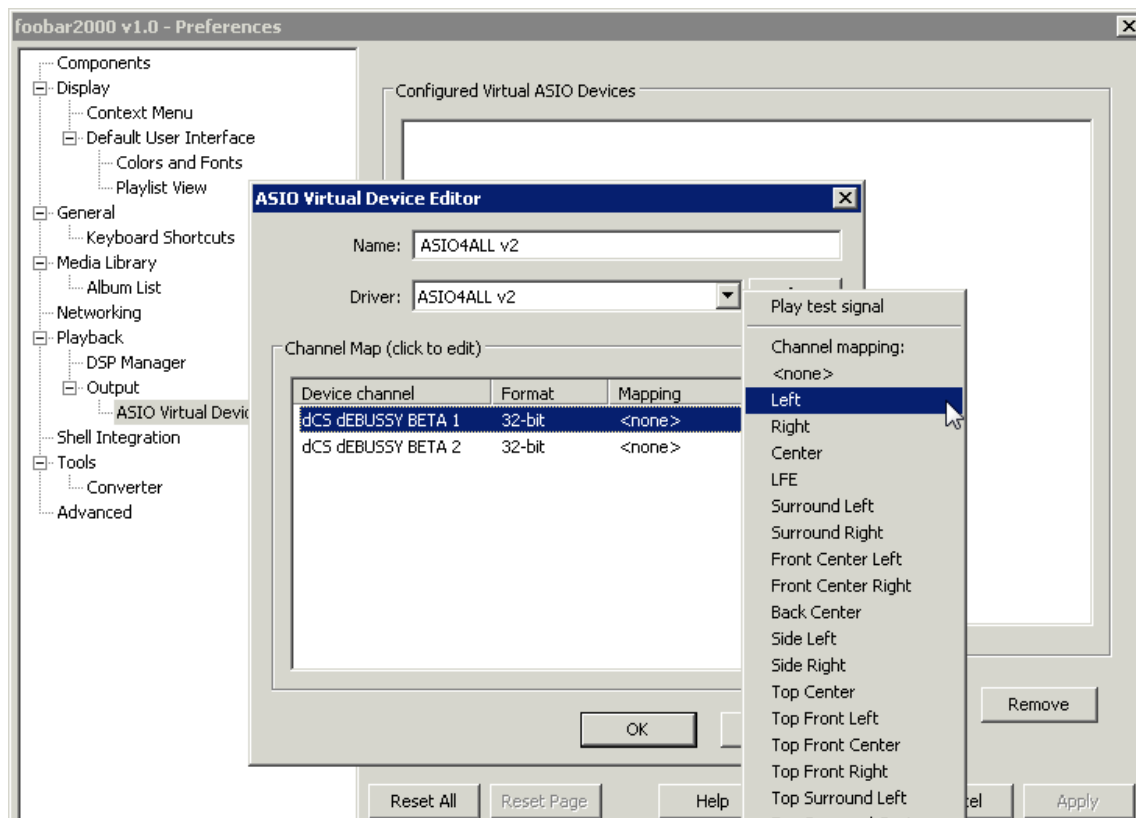 foobar2000 v1.0 - Preferences
Components
Display
Context Menu
Default User Interface
Colors and Fonts
Playlist View
General
Keyboard Shortcuts
Media Library
Album List
Networking
Playback
DSP Manager
Output
ASIO Virtual Devic
Shell Integration
Tools
Converter
Advanced
Configured Virtual ASIO Devices
ASIO Virtual Device Editor
Name: ASIO4ALL v2
Driver: ASIO4ALL v2
Channel Map (click to edit)
Device channel Format Mapping
dCS dEBUSSY BETA 1 32-bit <none>
dCS dEBUSSY BETA 2 32-bit <none>
OK
Play test signal
Channel mapping:
<none>
Left
Right
Center
LFE
Surround Left
Surround Right
Front Center Left
Front Center Right
Back Center
Side Left
Side Right
Top Center
Top Front Left
Top Front Center
Top Front Right
Top Surround Left
Remove
Reset All Reset Page Help Apply